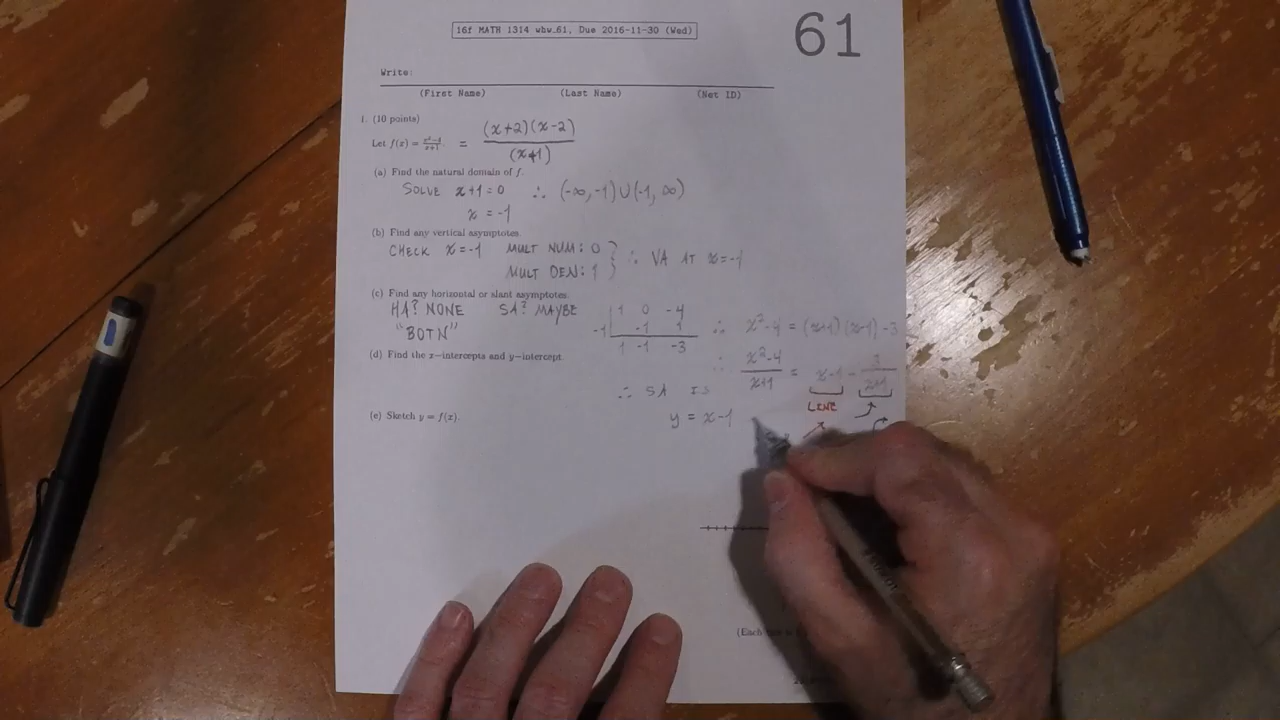 16f MATH 1314 wbw.61, Due 2016-11-30 (Wed)
61
Write:
(First Name) (Last Name) (Net ID)
1. (10 points)
Let f(x) = x²-4/x+1. = (x+2)(x-2)/(x+1)
(a) Find the natural domain of f.
SOLVE x+1=0 ∴ (-∞,-1)∪(-1,∞)
x = -1
(b) Find any vertical asymptotes.
CHECK x=-1 MULT NUM: 0 } ∴ VA AT x=-1
MULT DEN: 1
(c) Find any horizontal or slant asymptotes.
HA? NONE SA? MAYBE
"BOTN"
1 0 -4
-1 -1 1
1 -1 -3
∴ x²-4 = (x+1)(x-1)-3
∴ x²-4/x+1 = x-1 - 3/x+1
LINE
∴ SA IS
y = x-1
(d) Find the x-intercepts and y-intercept.
(e) Sketch y = f(x).
(Each